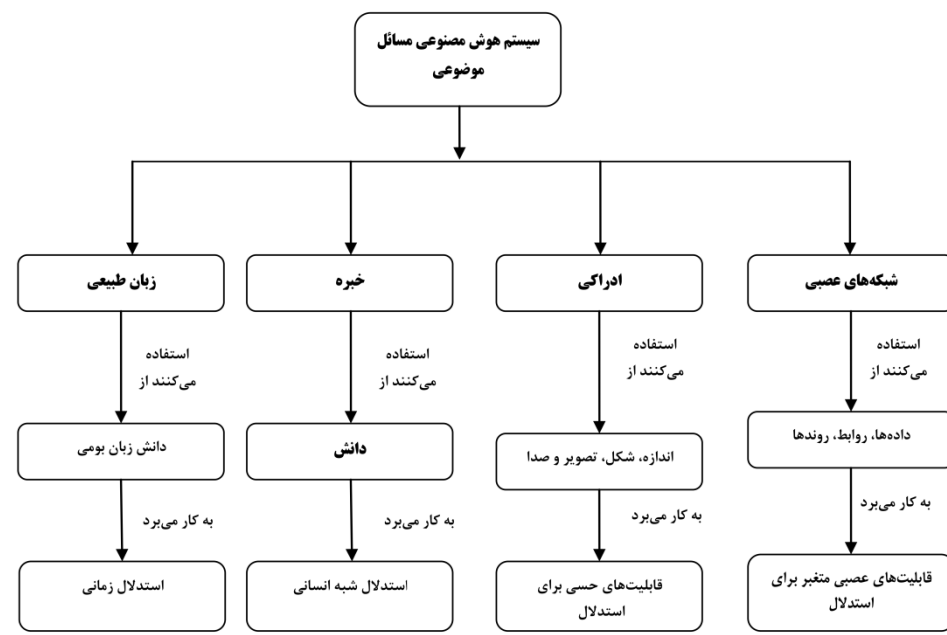 سیستم هوش مصنوعی مسائل
موضوعی
شبکه‌های عصبی
ادراکی
خبره
زبان طبیعی
استفاده
می‌کنند از
استفاده
می‌کنند از
استفاده
می‌کنند از
استفاده
می‌کنند از
داده‌ها، روابط، روندها
اندازه، شکل، تصویر و صدا
دانش
دانش زبان بومی
به کار می‌برد
به کار می‌برد
به کار می‌برد
به کار می‌برد
قابلیت‌های عصبی متغبر برای
استدلال
قابلیت‌های حسی برای
استدلال
استدلال شبه انسانی
استدلال زمانی